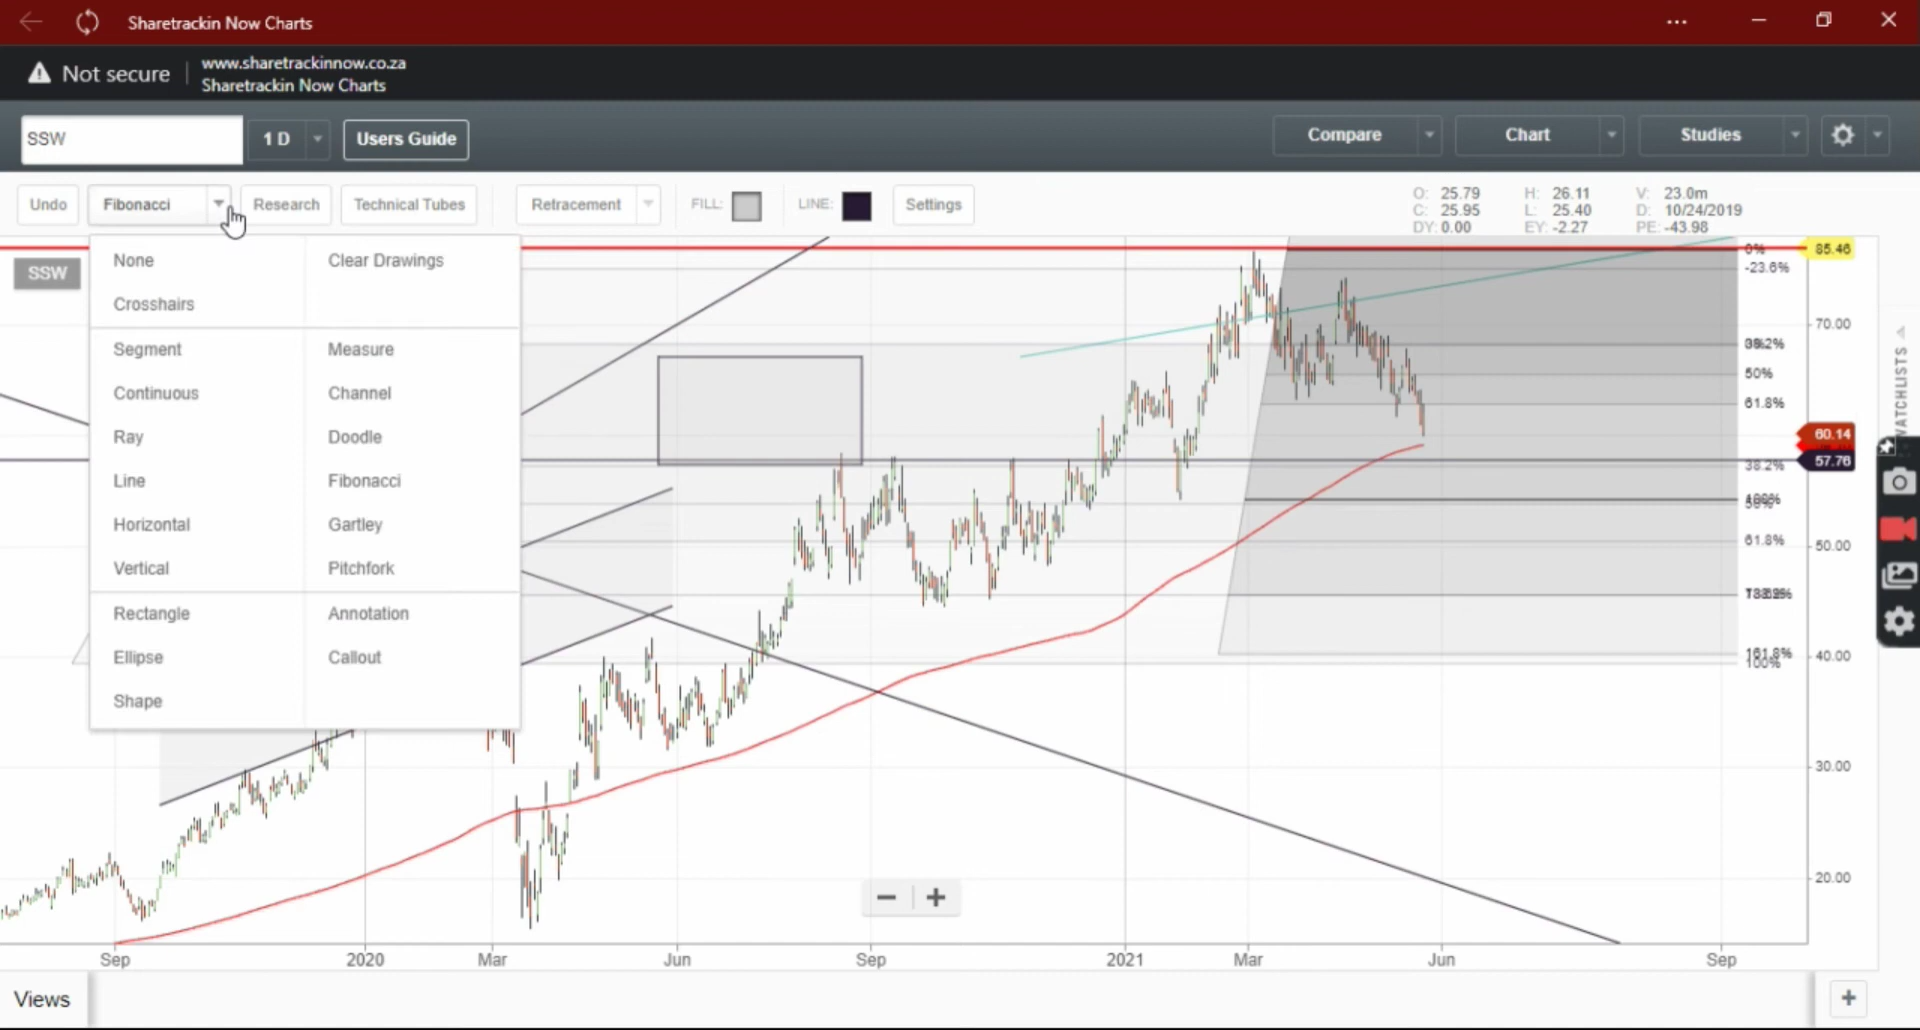 Sharetrackin Now Charts
Not secure
www.sharetrackinnow.co.za
Sharetrackin Now Charts
SSW
1 D
Users Guide
Compare
Chart
Studies
Undo
Fibonacci
Research
Technical Tubes
Retracement
FILL:
LINE:
Settings
O: 25.79 H: 26.11 V: 23.0m
C: 25.95 L: 25.40 D: 10/24/2019
DY: 0.00 EY: -2.27 PE: -43.98
SSW
None
Clear Drawings
Crosshairs
Segment
Measure
Continuous
Channel
Ray
Doodle
Line
Fibonacci
Horizontal
Gartley
Vertical
Pitchfork
Rectangle
Annotation
Ellipse
Callout
Shape
0%
85.46
-23.6%
70.00
50%
61.8%
60.14
57.76
38.2%
61.8%
50.00
100%
40.00
30.00
20.00
WATCHLISTS
Sep 2020 Mar Jun Sep 2021 Mar Jun Sep
Views